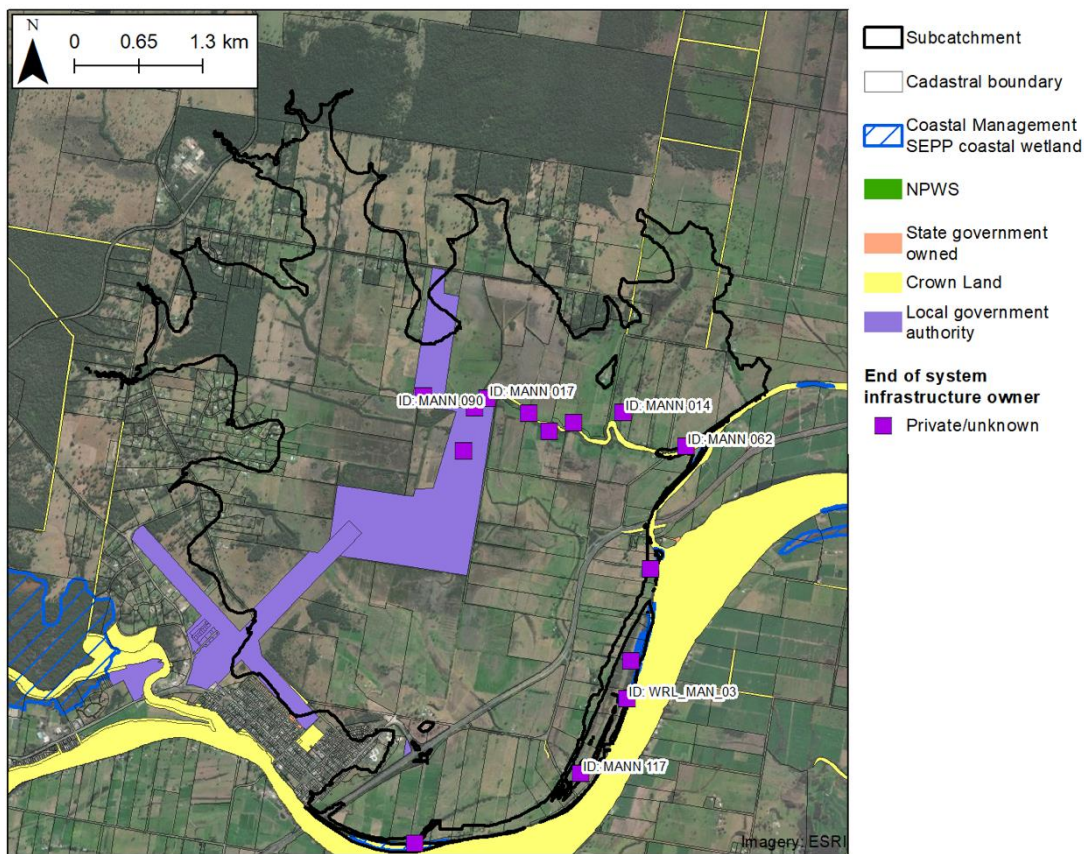 N
0 0.65 1.3 km
Subcatchment
Cadastral boundary
Coastal Management
SEPP coastal wetland
NPWS
State government
owned
Crown Land
Local government
authority
End of system
infrastructure owner
Private/unknown
ID: MANN 017
ID: MANN 090
ID: MANN 014
ID: MANN 062
ID: WRL_MAN_03
ID: MANN 117
Imagery: ESRI